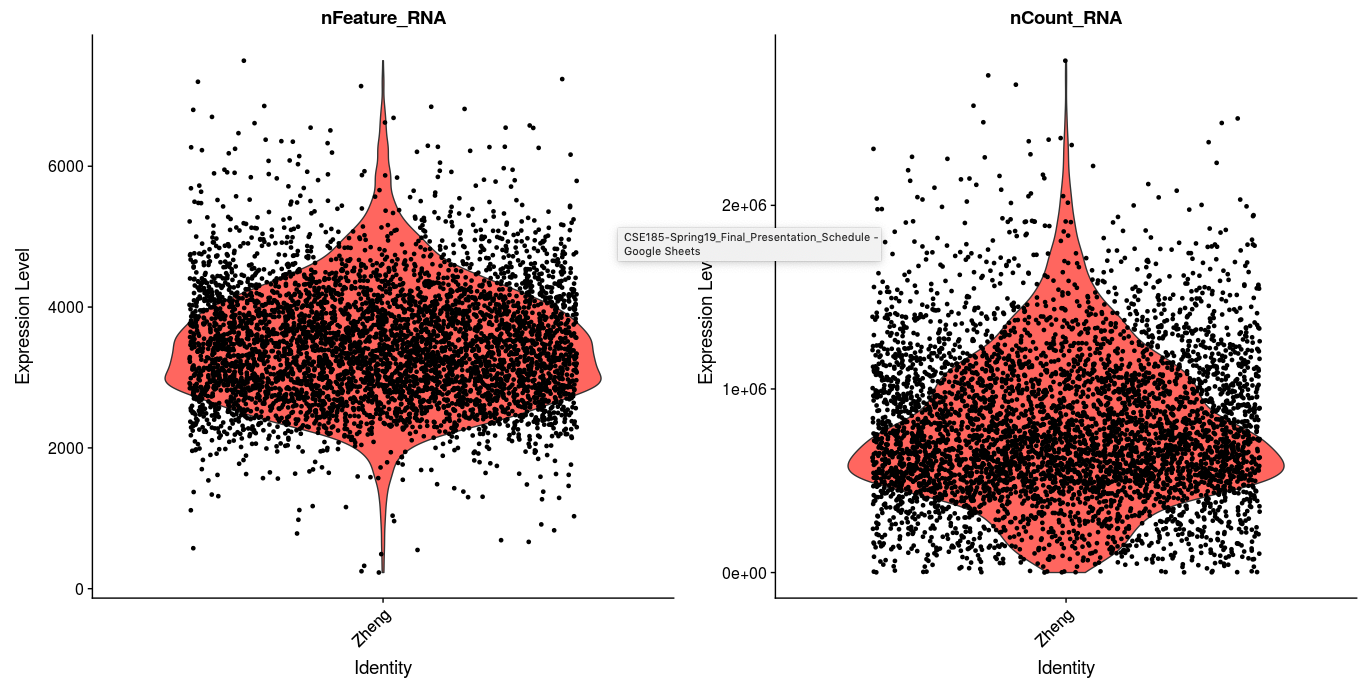 nFeature_RNA
6000
4000
2000
0
Expression Level
Zheng
Identity
CSE185-Spring19_Final_Presentation_Schedule -
Google Sheets
nCount_RNA
2e+06
1e+06
0e+00
Expression Lev
Zheng
Identity